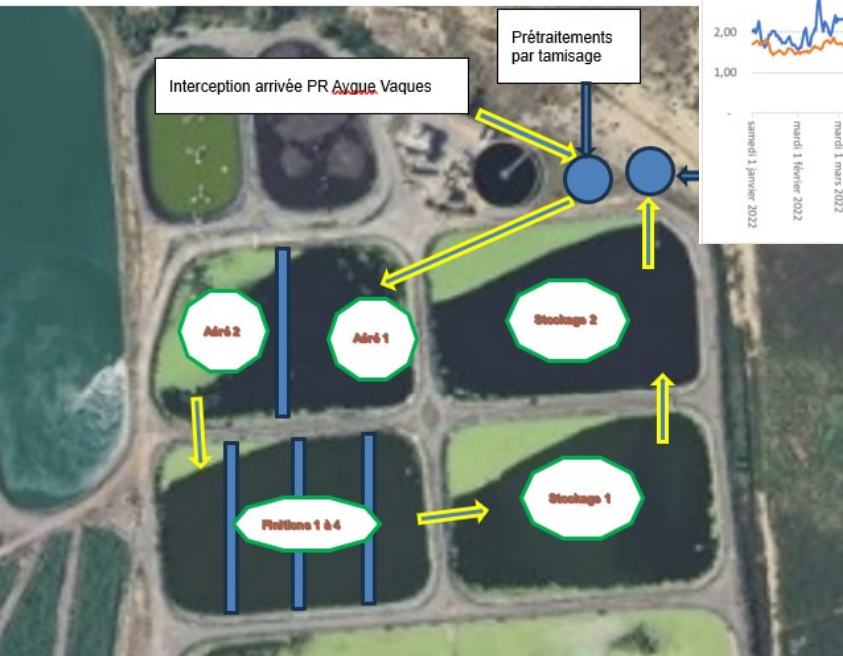 Prétraitements
par tamisage
Interception arrivée PR Aygue Vaques
2,00
1,00
-
samedi 1 janvier 2022
mardi 1 février 2022
mardi 1 mars 2022
Aéré 2
Aéré 1
Stockage 2
Finitions 1 à 4
Stockage 1